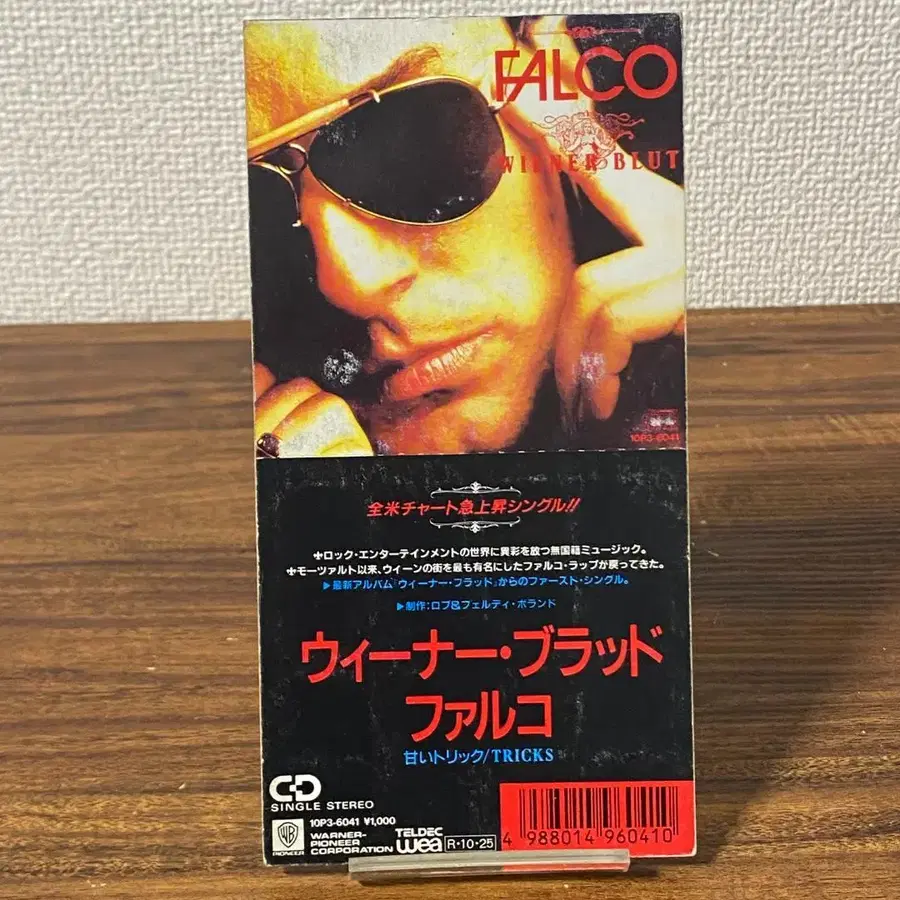 FALCO
WIENER BLUT
10P3-6041
全米チャート急上昇シングル!!
✢ロック・エンターテインメントの世界に異彩を放つ無国籍ミュージック。
✢モーツァルト以来、ウィーンの街を最も有名にしたファルコ・ラップが戻ってきた。
▶最新アルバム「ウィーナー・ブラッド」からのファースト・シングル。
▶制作:ロブ&フェルディ・ボランド
ウィーナー・ブラッド
ファルコ
甘いトリック/TRICKS
CD
SINGLE STEREO
10P3-6041 ¥1,000
WB
PIONEER
WARNER-
PIONEER
CORPORATION
TELDEC
wea
R・10・25
4 988014 960410